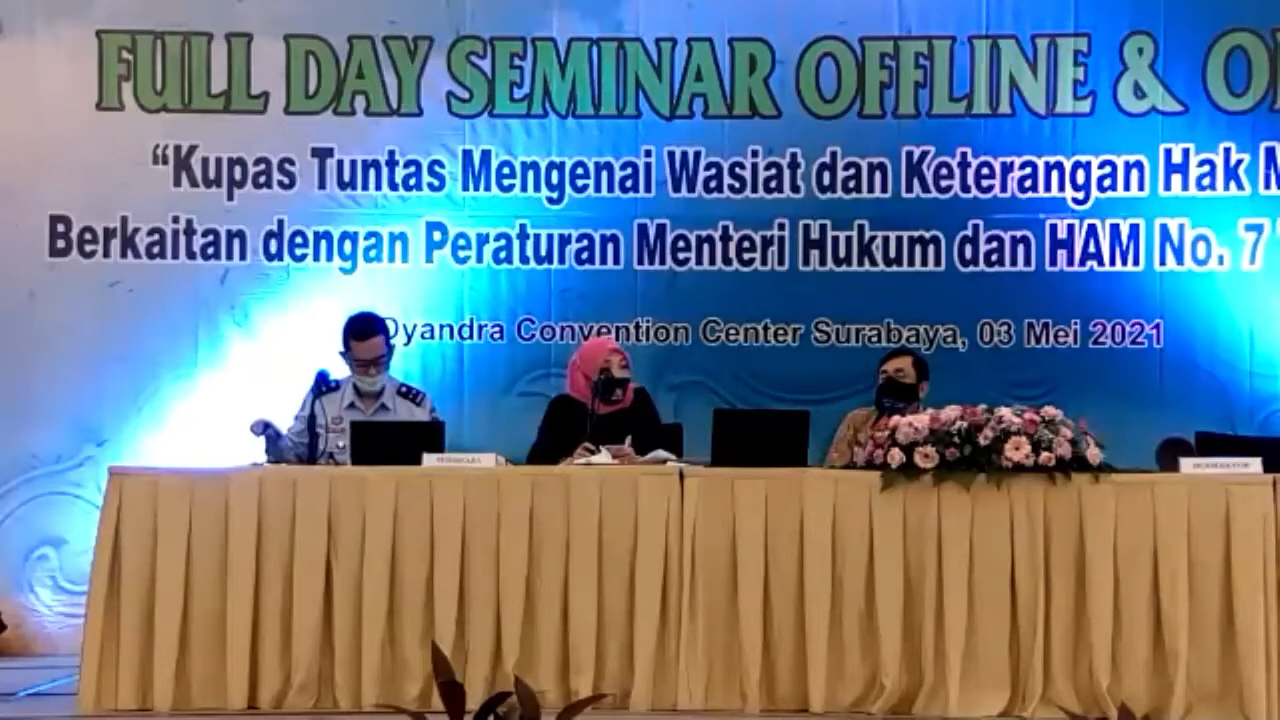 FULL DAY SEMINAR OFFLINE &
“Kupas Tuntas Mengenai Wasiat dan Keterangan Hak
Berkaitan dengan Peraturan Menteri Hukum dan HAM No. 7
Dyandra Convention Center Surabaya, 03 Mei 2021
MODERATOR